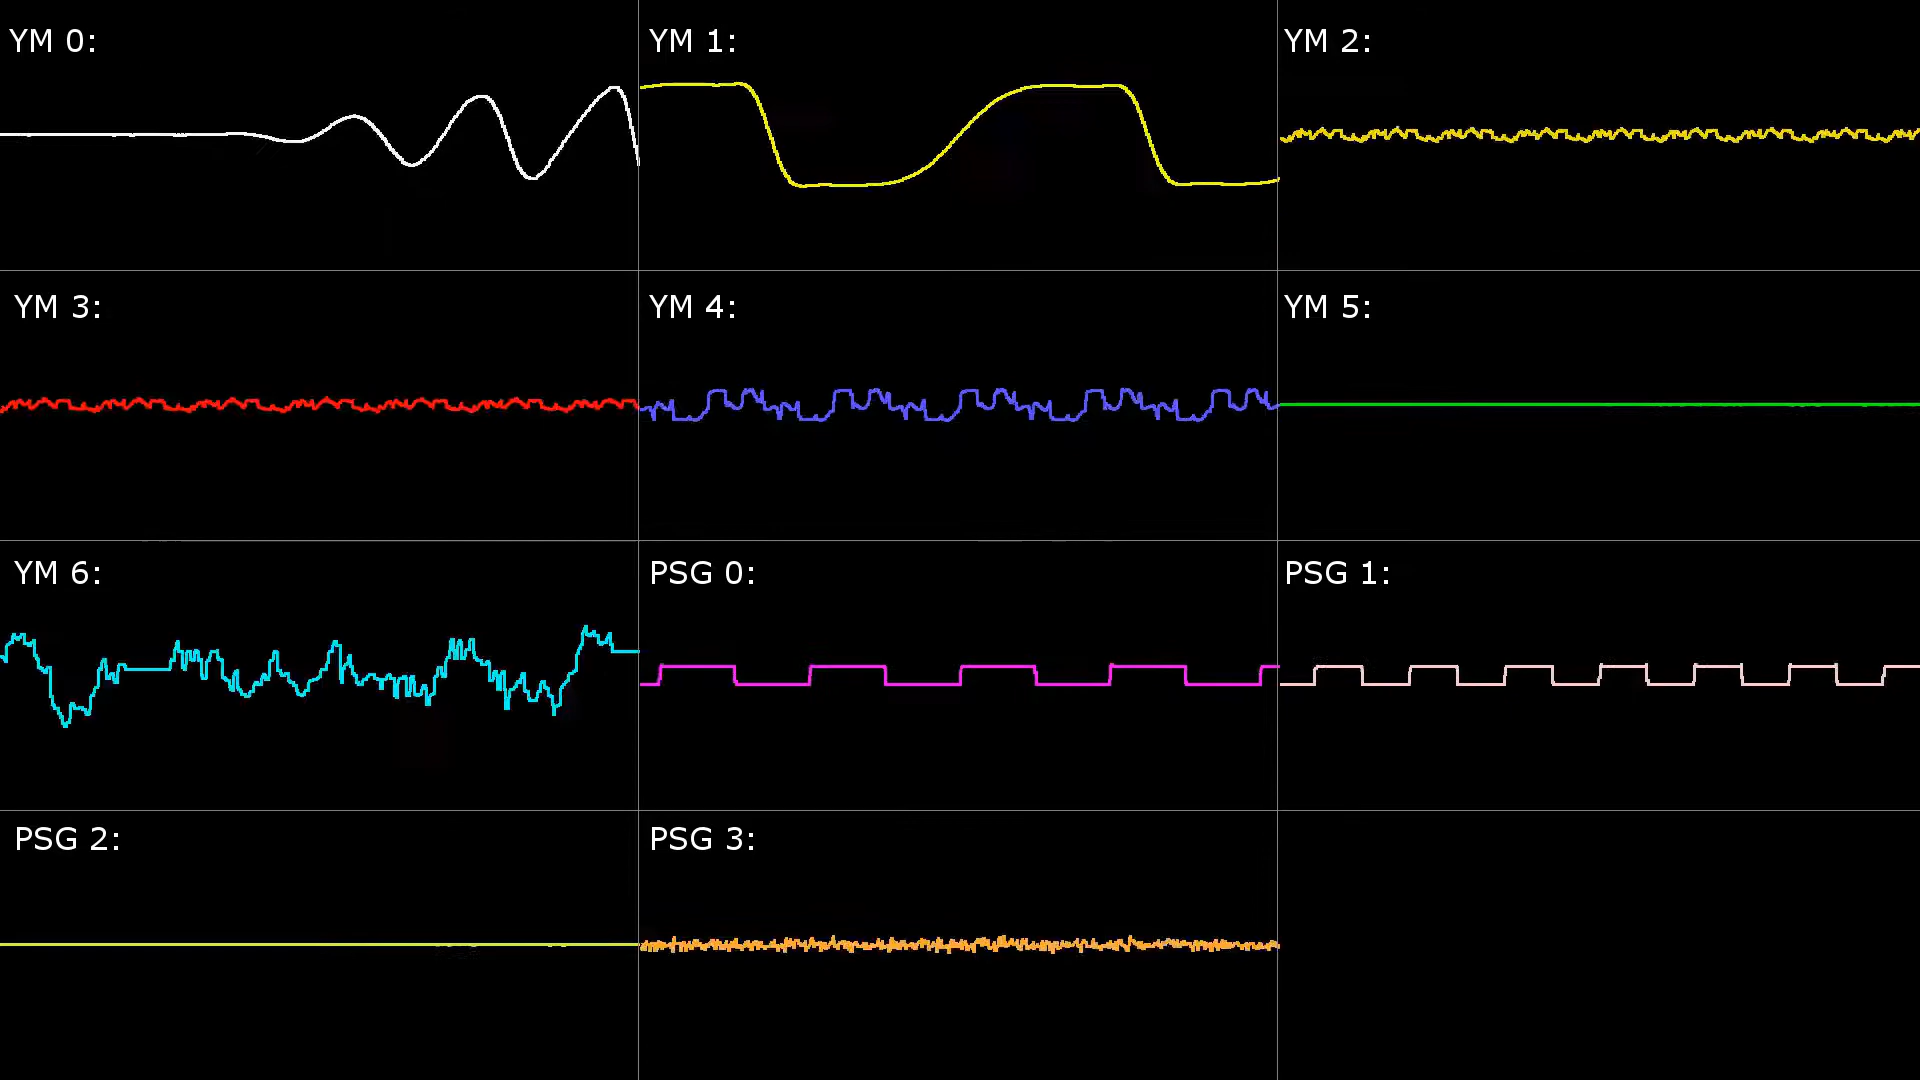 YM 0:
YM 1:
YM 2:
YM 3:
YM 4:
YM 5:
YM 6:
PSG 0:
PSG 1:
PSG 2:
PSG 3: